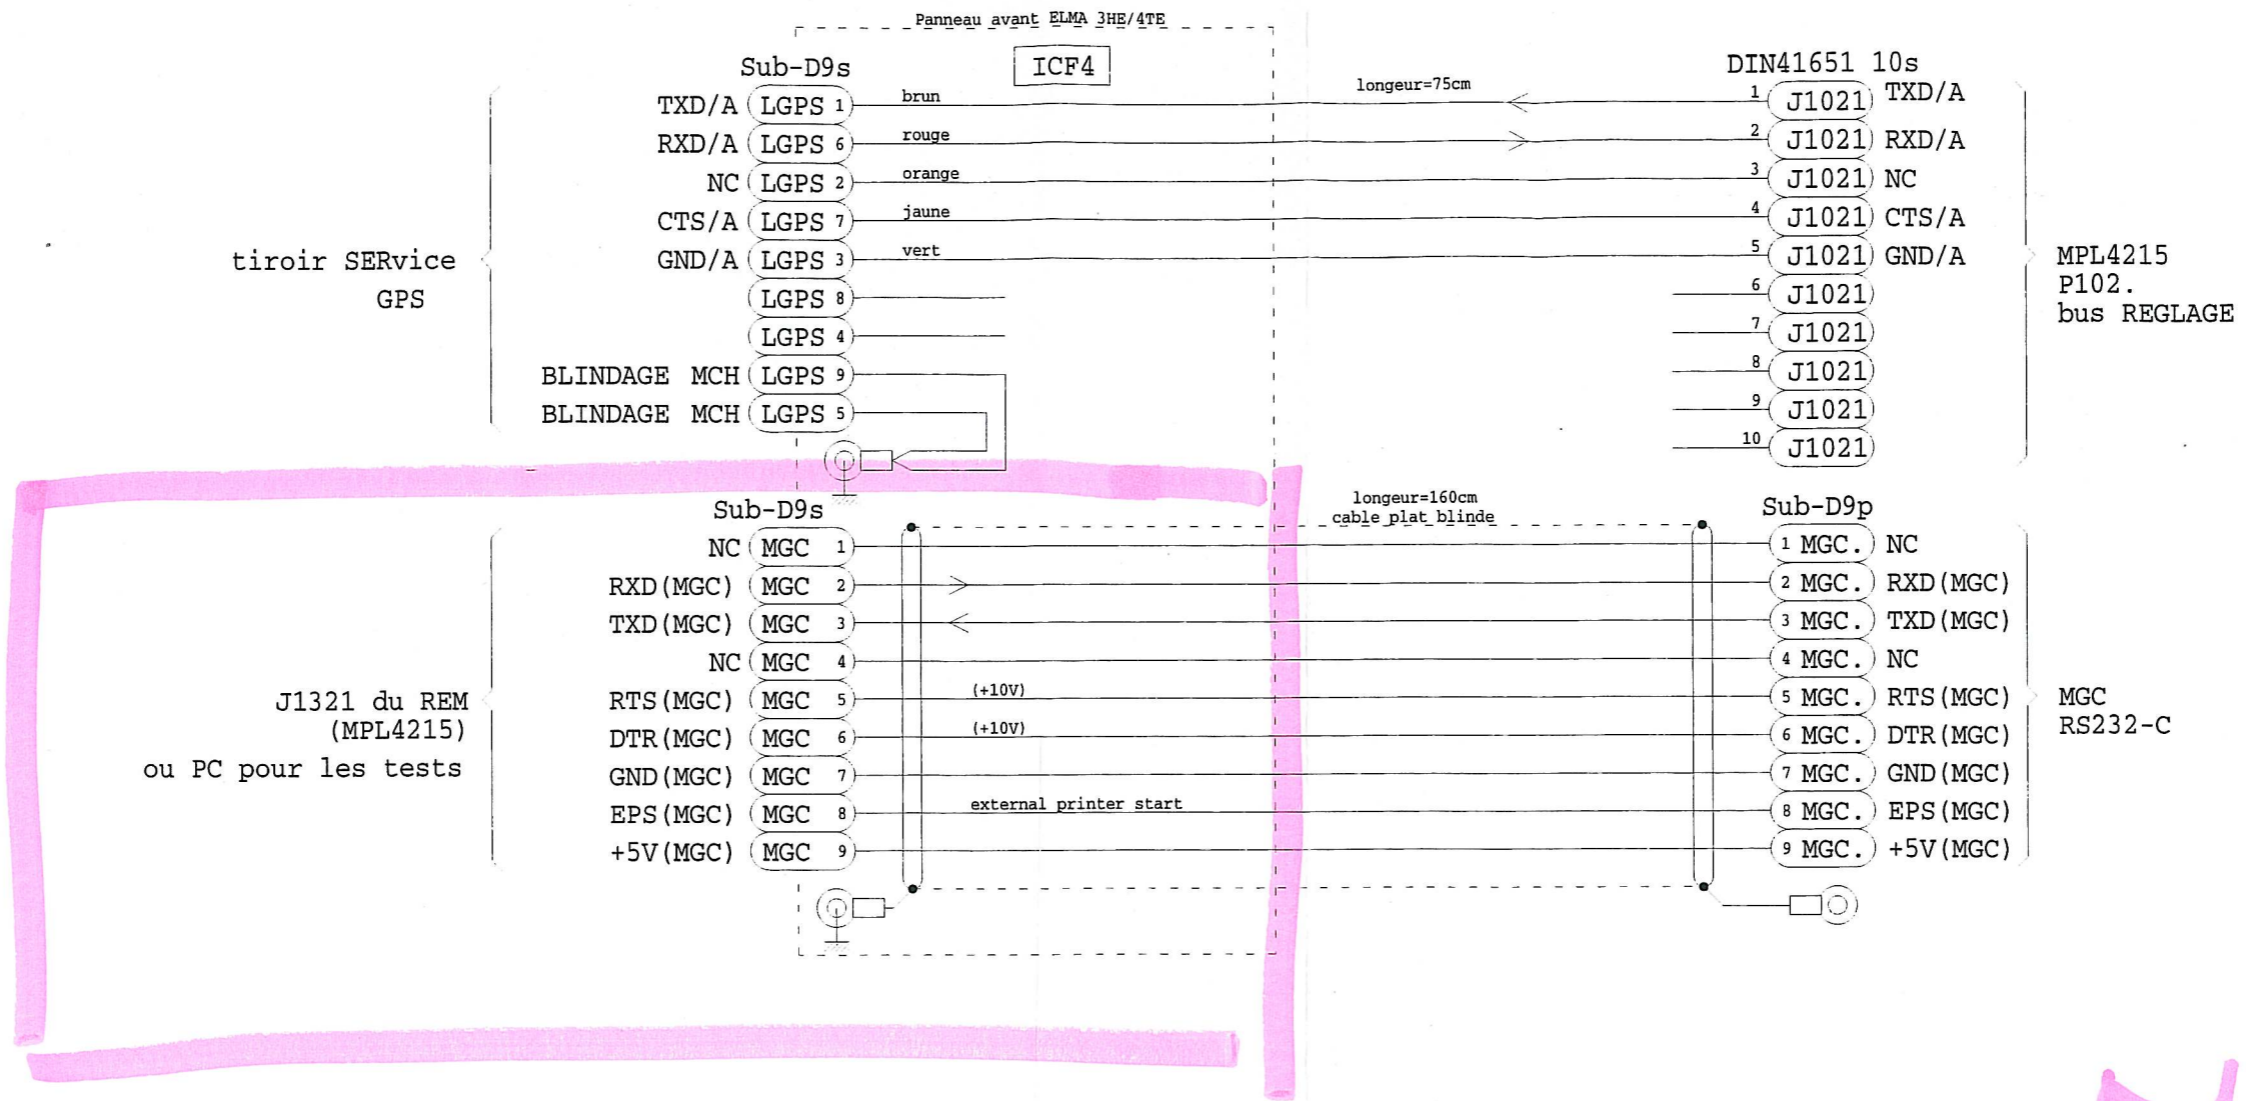 Panneau avant ELMA 3HE/4TE
ICF4
Sub-D9s
DIN41651 10s
longeur=75cm
TXD/A LGPS 1 brun 1 J1021 TXD/A
RXD/A LGPS 6 rouge 2 J1021 RXD/A
NC LGPS 2 orange 3 J1021 NC
CTS/A LGPS 7 jaune 4 J1021 CTS/A
GND/A LGPS 3 vert 5 J1021 GND/A
LGPS 8 6 J1021
LGPS 4 7 J1021
BLINDAGE MCH LGPS 9 8 J1021
BLINDAGE MCH LGPS 5 9 J1021
10 J1021
tiroir SERvice
GPS
MPL4215
P102.
bus REGLAGE
Sub-D9s
longeur=160cm
cable plat blinde
Sub-D9p
NC MGC 1 1 MGC. NC
RXD(MGC) MGC 2 2 MGC. RXD(MGC)
TXD(MGC) MGC 3 3 MGC. TXD(MGC)
NC MGC 4 4 MGC. NC
RTS(MGC) MGC 5 (+10V) 5 MGC. RTS(MGC)
DTR(MGC) MGC 6 (+10V) 6 MGC. DTR(MGC)
GND(MGC) MGC 7 7 MGC. GND(MGC)
EPS(MGC) MGC 8 external printer start 8 MGC. EPS(MGC)
+5V(MGC) MGC 9 9 MGC. +5V(MGC)
J1321 du REM
(MPL4215)
ou PC pour les tests
MGC
RS232-C